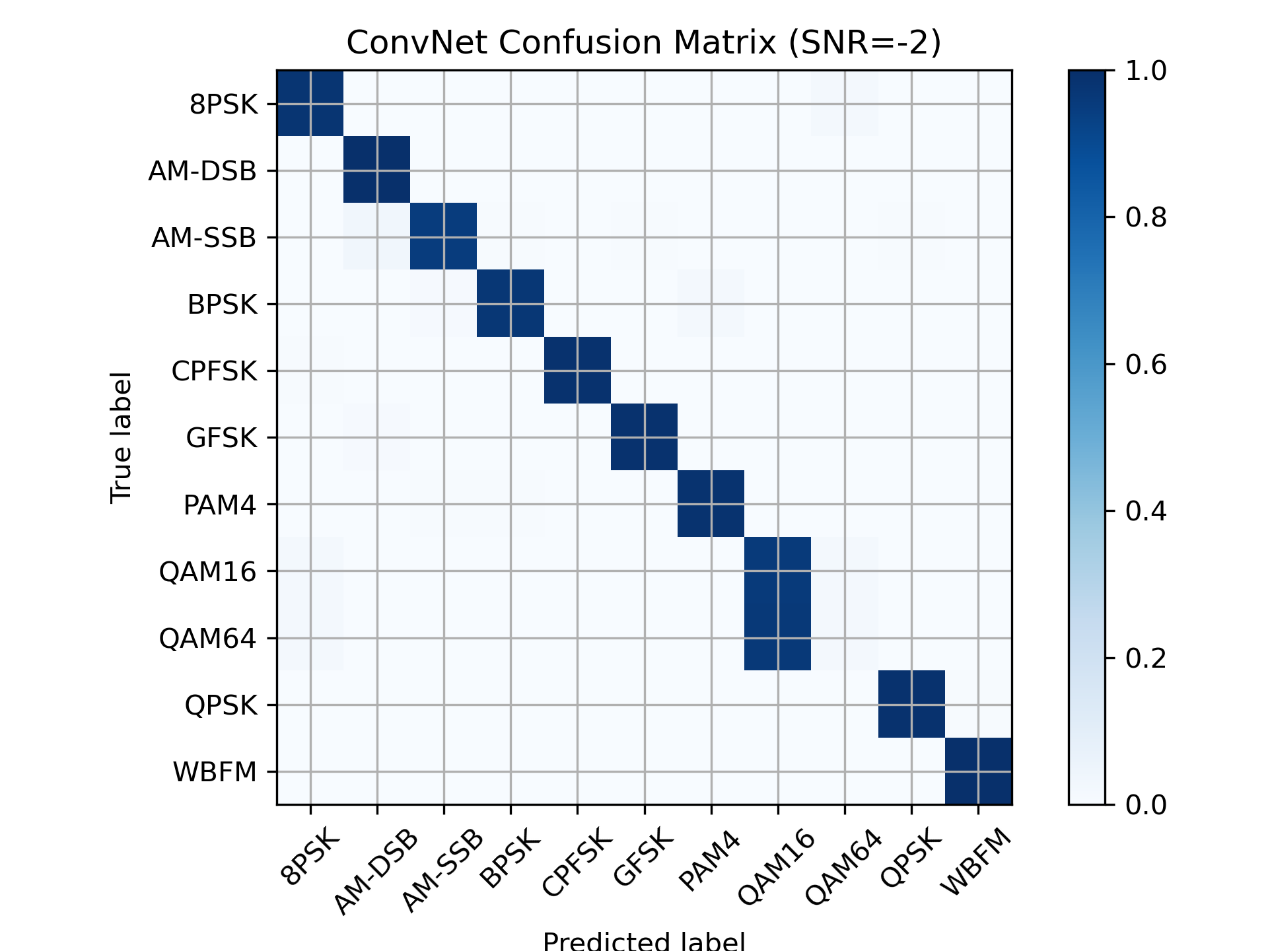 ConvNet Confusion Matrix (SNR=-2)
True label
8PSK
AM-DSB
AM-SSB
BPSK
CPFSK
GFSK
PAM4
QAM16
QAM64
QPSK
WBFM
8PSK
AM-DSB
AM-SSB
BPSK
CPFSK
GFSK
PAM4
QAM16
QAM64
QPSK
WBFM
Predicted label
1.0
0.8
0.6
0.4
0.2
0.0